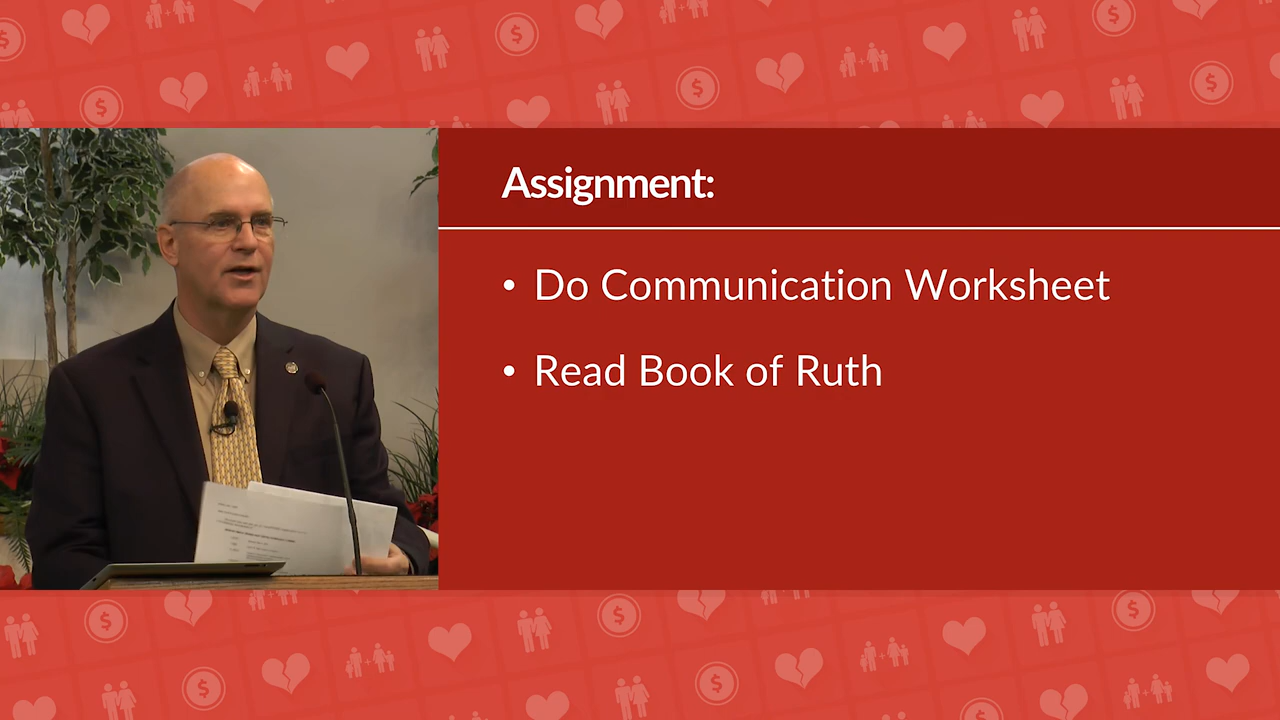 Assignment:
• Do Communication Worksheet
• Read Book of Ruth